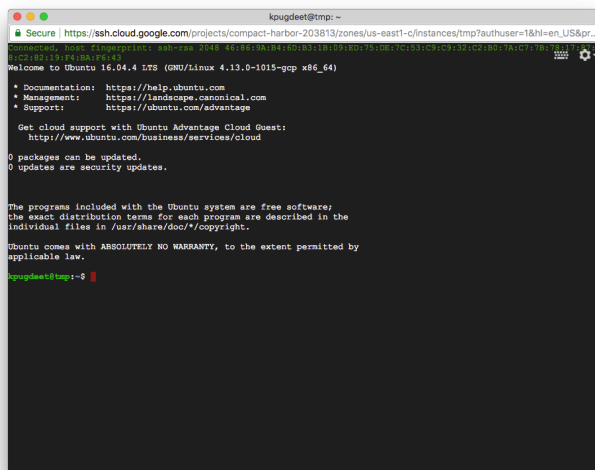 kpugdeet@tmp: ~
Secure https://ssh.cloud.google.com/projects/compact-harbor-203813/zones/us-east1-c/instances/tmp?authuser=1&hl=en_US&pr...
Connected, host fingerprint: ssh-rsa 2048 46:86:9A:B4:6D:B3:1B:09:ED:75:DE:7C:53:C9:C9:32:C2:B0:7A:C7:7B:78:17:87:
8:C2:82:19:F4:BA:F6:43
Welcome to Ubuntu 16.04.4 LTS (GNU/Linux 4.13.0-1015-gcp x86_64)
* Documentation: https://help.ubuntu.com
* Management: https://landscape.canonical.com
* Support: https://ubuntu.com/advantage
Get cloud support with Ubuntu Advantage Cloud Guest:
http://www.ubuntu.com/business/services/cloud
0 packages can be updated.
0 updates are security updates.
The programs included with the Ubuntu system are free software;
the exact distribution terms for each program are described in the
individual files in /usr/share/doc/*/copyright.
Ubuntu comes with ABSOLUTELY NO WARRANTY, to the extent permitted by
applicable law.
kpugdeet@tmp:~$